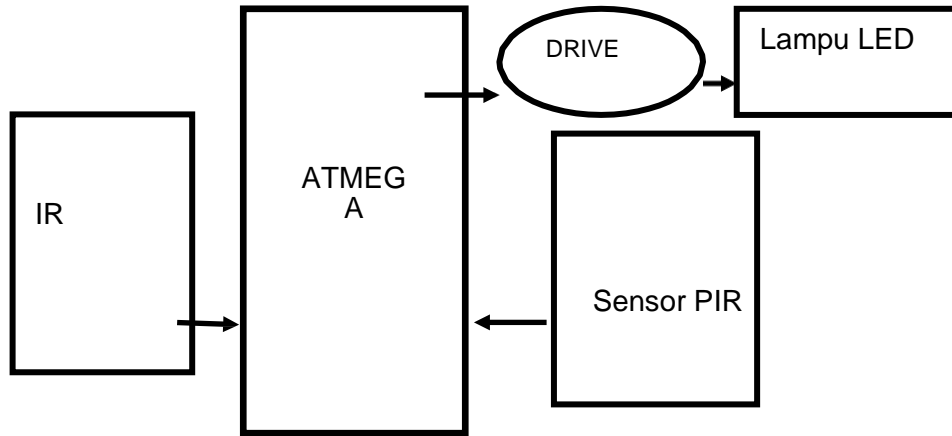 DRIVE
Lampu LED
ATMEG
A
IR
Sensor PIR